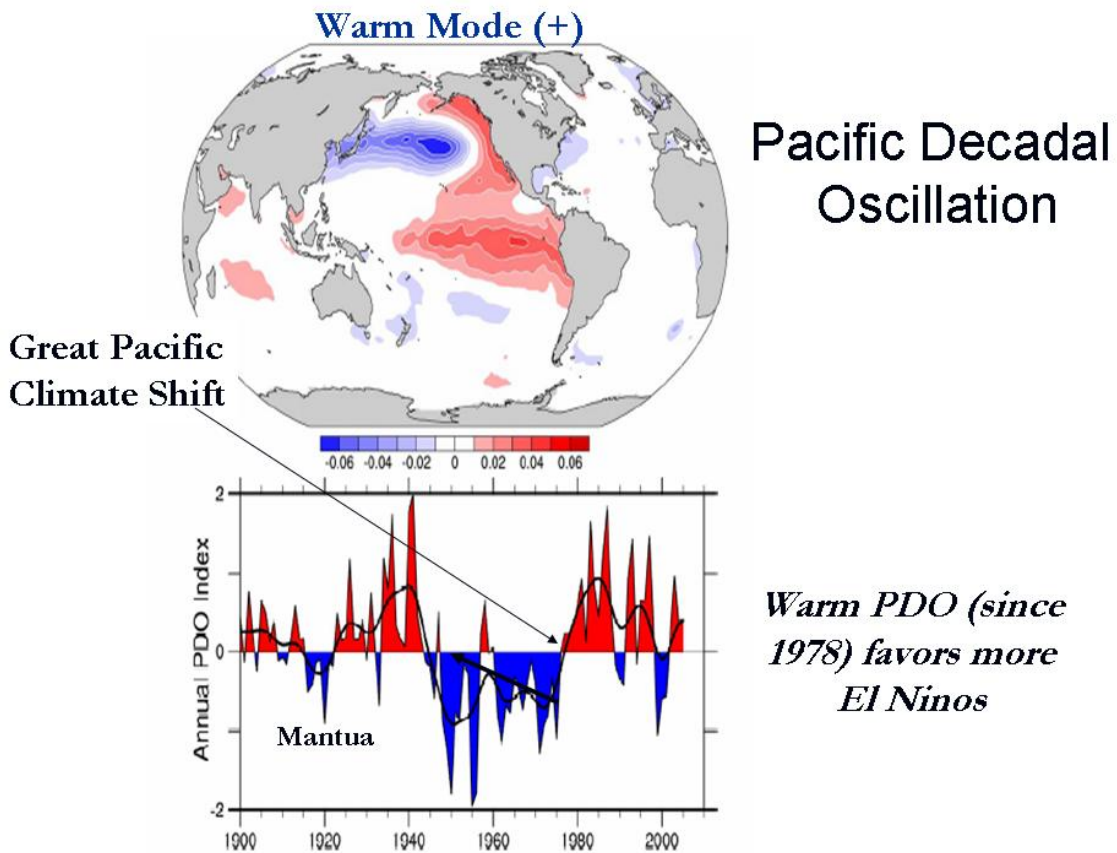 Warm Mode (+)
Pacific Decadal
Oscillation
Great Pacific
Climate Shift
-0.06 -0.04 -0.02 0 0.02 0.04 0.06
Annual PDO Index
2
0
-2
Mantua
1900 1920 1940 1960 1980 2000
Warm PDO (since
1978) favors more
El Ninos